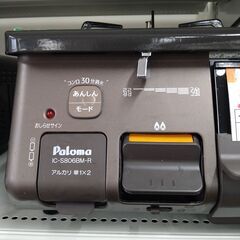 コンロ30分消火
あんしん
モード
強
おしらせサイン
Paloma
IC-S806BM-R
アルカリ 単1×2